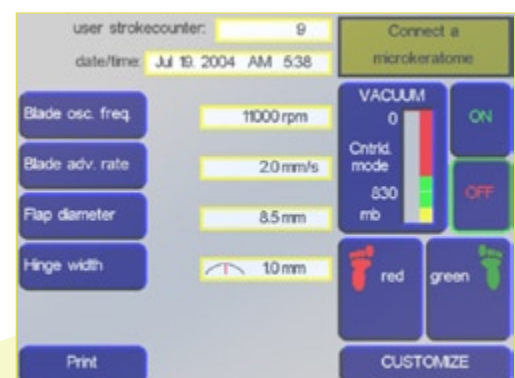 user strokecounter: 9
date/time: Jul 19. 2004 AM 5:38
Connect a
microkeratome
Blade osc. freq. 11000 rpm
Blade adv. rate 2.0 mm/s
Flap diameter 8.5 mm
Hinge width 1.0 mm
VACUUM
0
Cntrld.
mode
830
mb
ON
OFF
red
green
Print
CUSTOMIZE